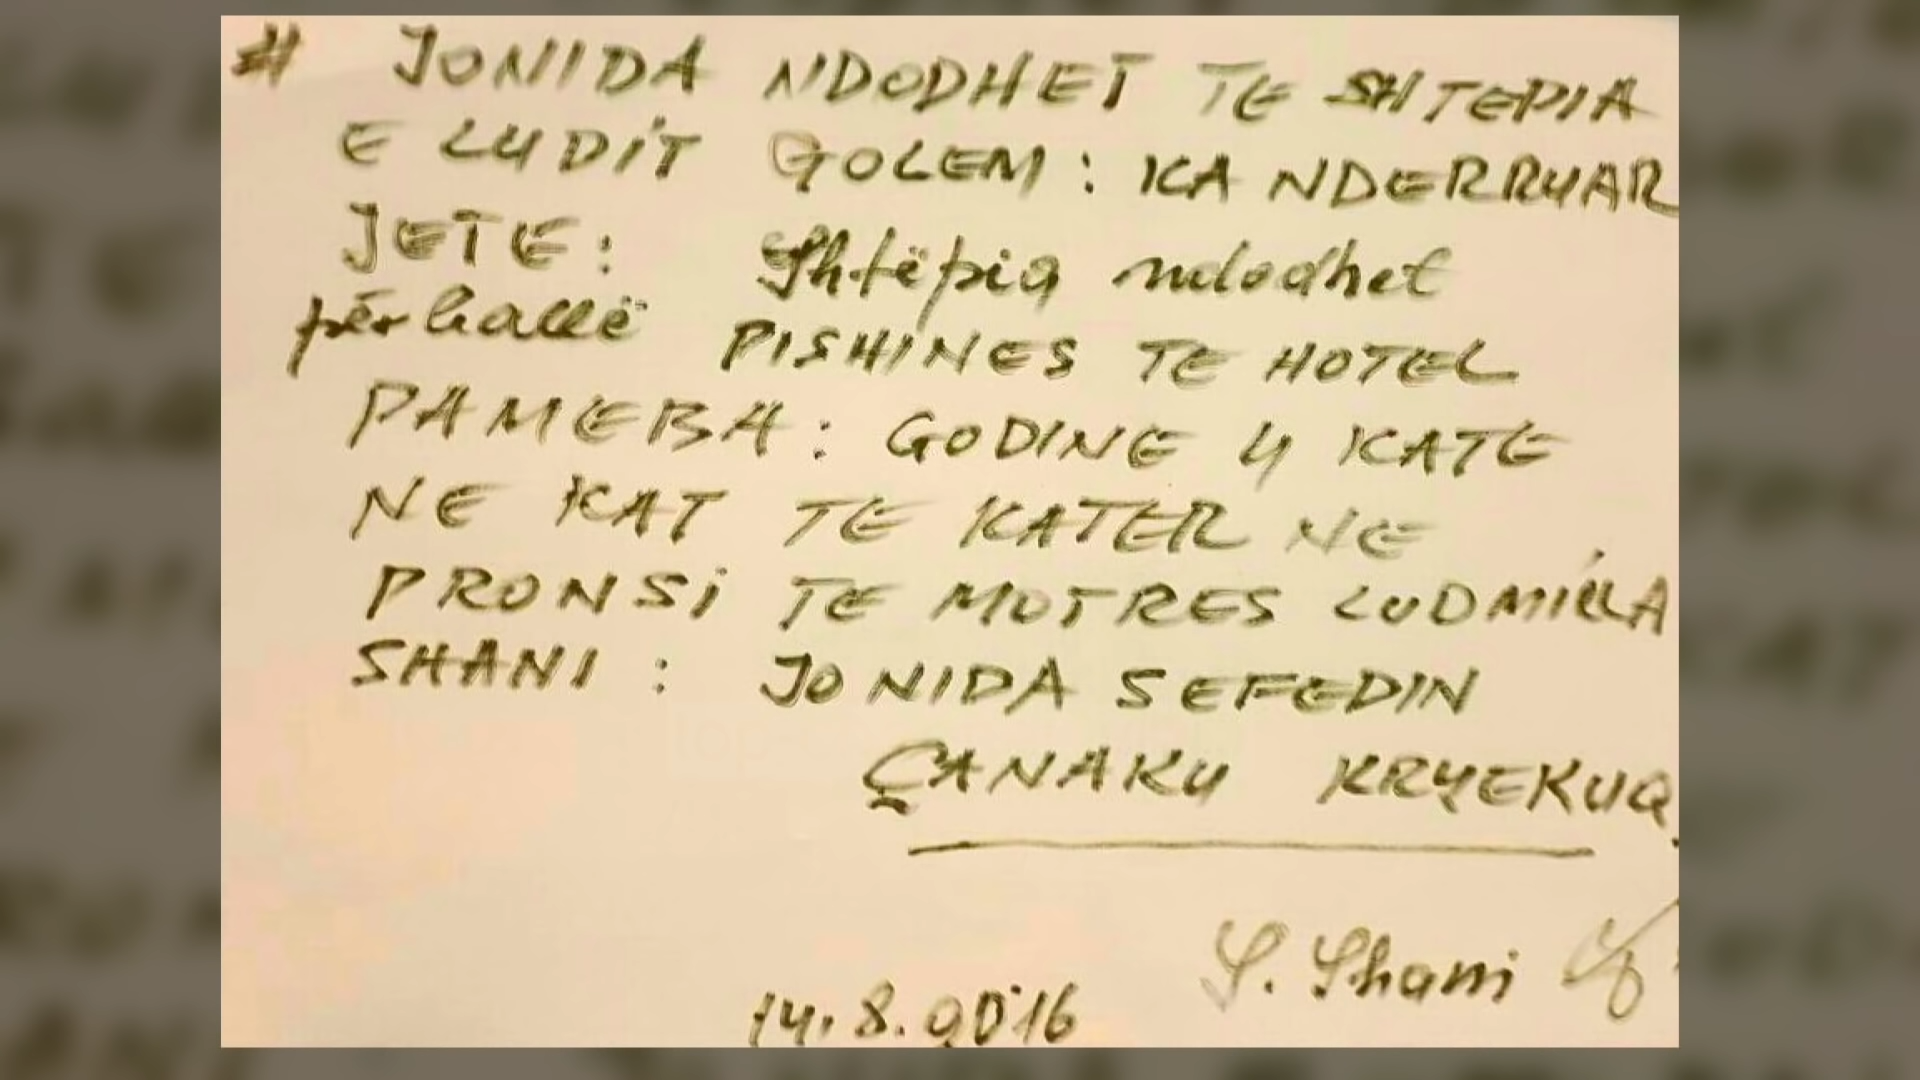 # JONIDA NDODHET TE SHTEPIA
E LUDIT GOLEM: KA NDERRUAR
JETE: Shtëpia ndodhet
përballë PISHINES TE HOTEL
PAMEBA: GODINE 4 KATE
NE KAT TE KATER NE
PRONSI TE MOTRES LUDMILLA
SHANI: JONIDA SEFEDIN
ÇANAKU KRYEKUQ.
S. Shani
14.8.2016